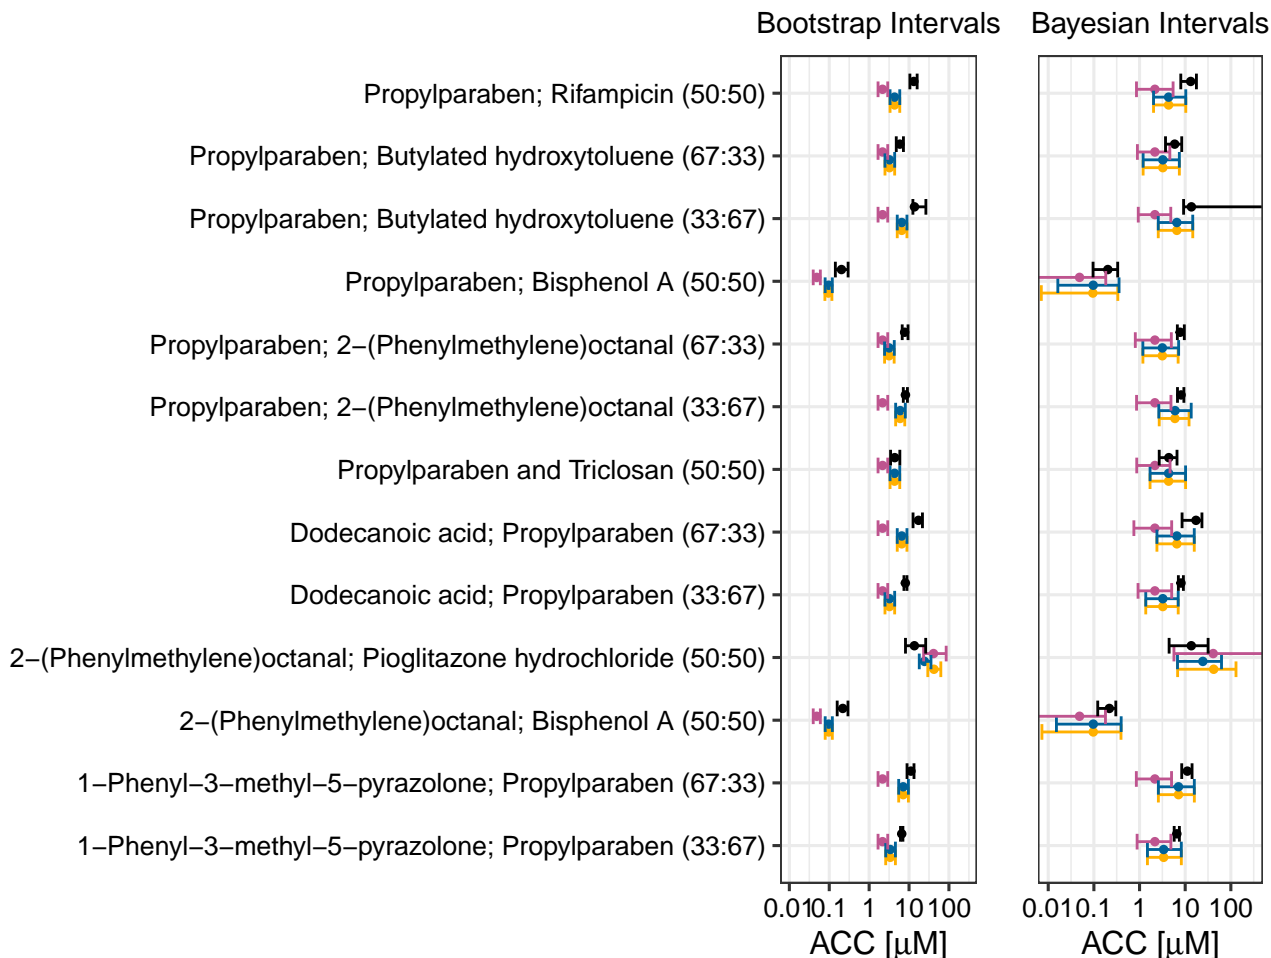 Bootstrap Intervals Bayesian Intervals
Propylparaben; Rifampicin (50:50)
Propylparaben; Butylated hydroxytoluene (67:33)
Propylparaben; Butylated hydroxytoluene (33:67)
Propylparaben; Bisphenol A (50:50)
Propylparaben; 2−(Phenylmethylene)octanal (67:33)
Propylparaben; 2−(Phenylmethylene)octanal (33:67)
Propylparaben and Triclosan (50:50)
Dodecanoic acid; Propylparaben (67:33)
Dodecanoic acid; Propylparaben (33:67)
2−(Phenylmethylene)octanal; Pioglitazone hydrochloride (50:50)
2−(Phenylmethylene)octanal; Bisphenol A (50:50)
1−Phenyl−3−methyl−5−pyrazolone; Propylparaben (67:33)
1−Phenyl−3−methyl−5−pyrazolone; Propylparaben (33:67)
0.01 0.1 1 10 100 0.01 0.1 1 10 100
ACC [μM] ACC [μM]